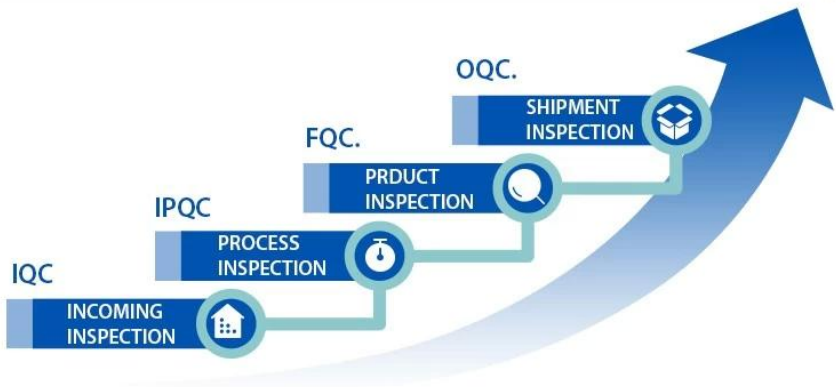 OQC.
SHIPMENT
INSPECTION
FQC.
PRDUCT
INSPECTION
IPQC
PROCESS
INSPECTION
IQC
INCOMING
INSPECTION